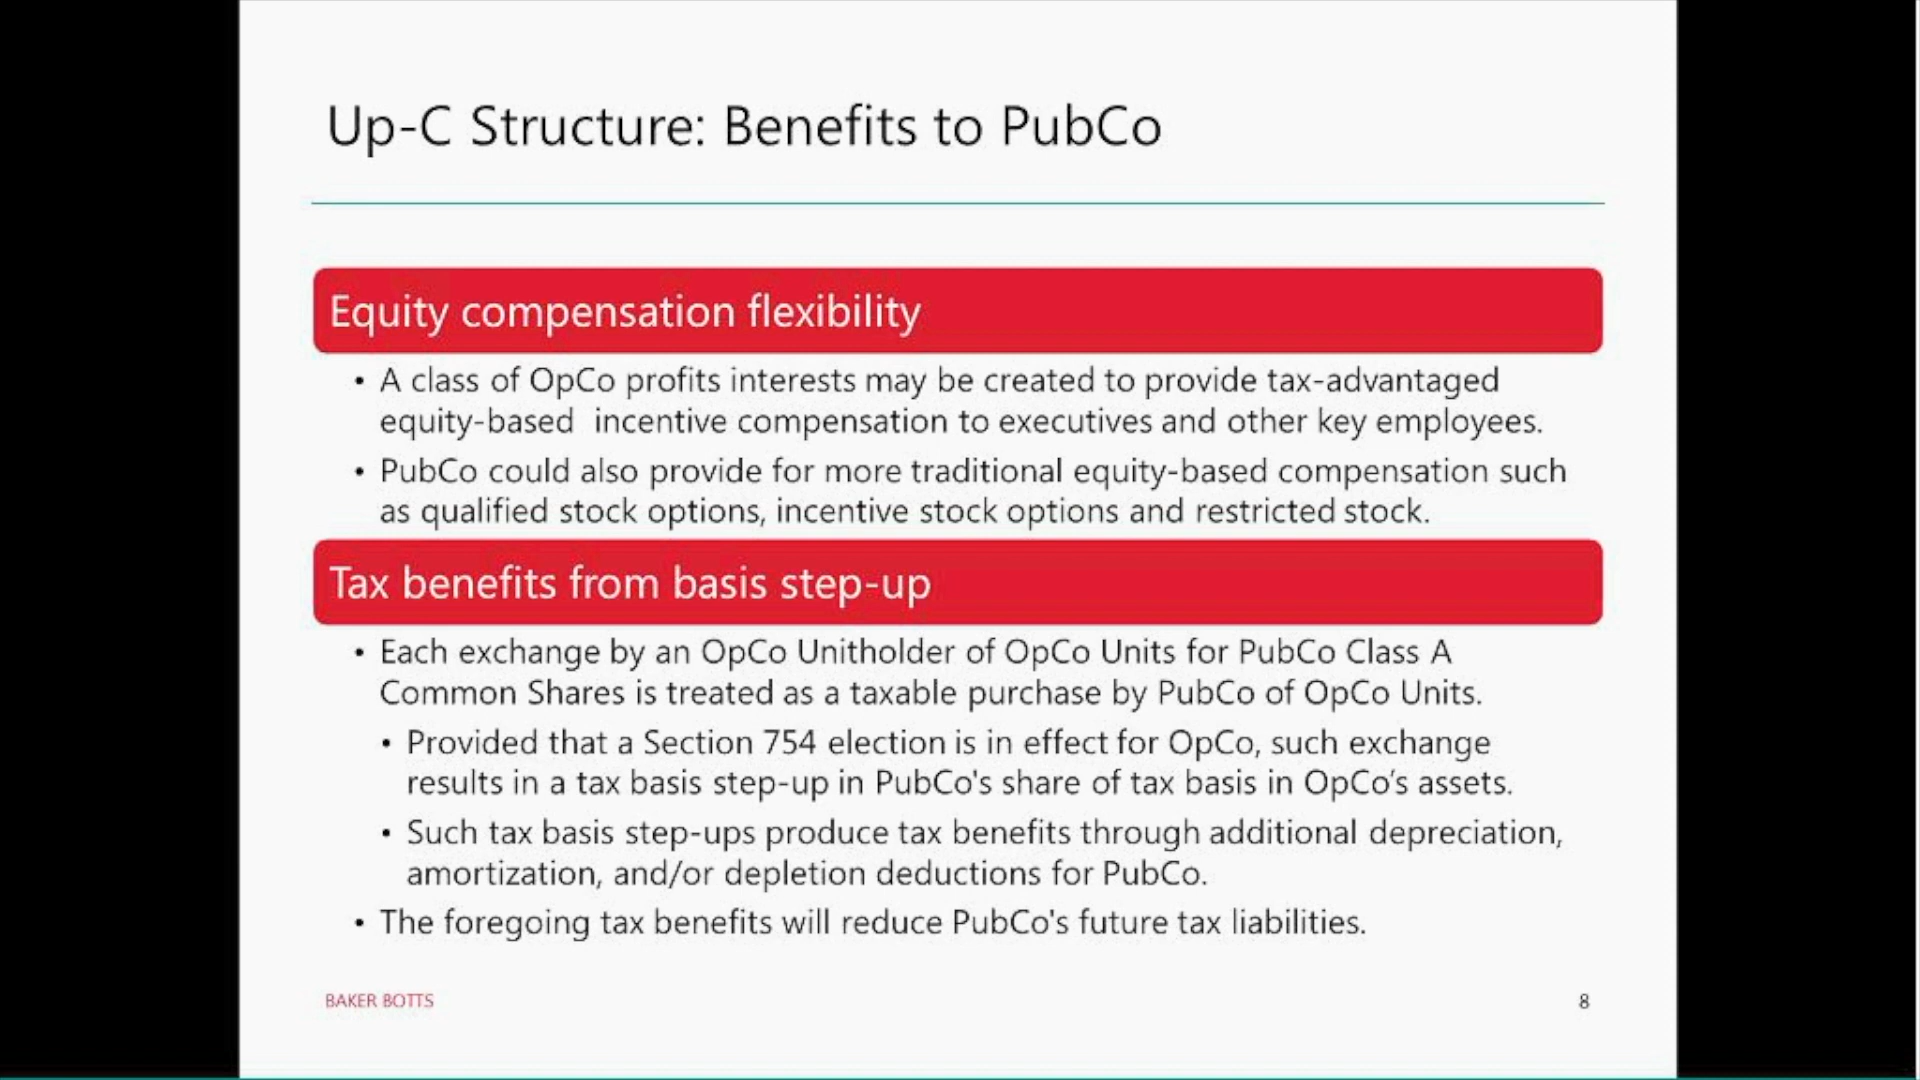 Up-C Structure: Benefits to PubCo
Equity compensation flexibility
• A class of OpCo profits interests may be created to provide tax-advantaged
equity-based  incentive compensation to executives and other key employees.
• PubCo could also provide for more traditional equity-based compensation such
as qualified stock options, incentive stock options and restricted stock.
Tax benefits from basis step-up
• Each exchange by an OpCo Unitholder of OpCo Units for PubCo Class A
Common Shares is treated as a taxable purchase by PubCo of OpCo Units.
• Provided that a Section 754 election is in effect for OpCo, such exchange
results in a tax basis step-up in PubCo's share of tax basis in OpCo’s assets.
• Such tax basis step-ups produce tax benefits through additional depreciation,
amortization, and/or depletion deductions for PubCo.
• The foregoing tax benefits will reduce PubCo's future tax liabilities.
BAKER BOTTS
8